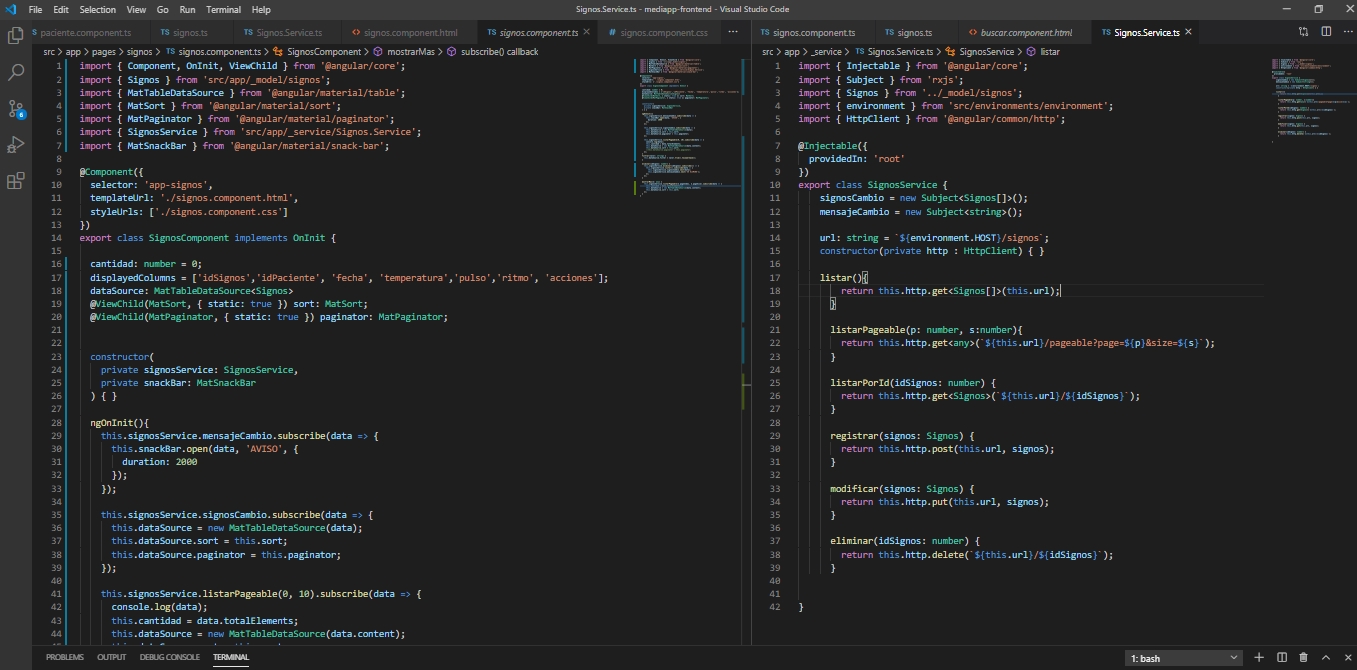 File Edit Selection View Go Run Terminal Help
Signos.Service.ts - mediapp-frontend - Visual Studio Code
paciente.component.ts TS signos.ts TS Signos.Service.ts <> signos.component.html TS signos.component.ts # signos.component.css ...
src > app > pages > signos > TS signos.component.ts > SignosComponent > mostrarMas > subscribe() callback
1 import { Component, OnInit, ViewChild } from '@angular/core';
2 import { Signos } from 'src/app/_model/signos';
3 import { MatTableDataSource } from '@angular/material/table';
4 import { MatSort } from '@angular/material/sort';
5 import { MatPaginator } from '@angular/material/paginator';
6 import { SignosService } from 'src/app/_service/Signos.Service';
7 import { MatSnackBar } from '@angular/material/snack-bar';
8
9 @Component({
10 selector: 'app-signos',
11 templateUrl: './signos.component.html',
12 styleUrls: ['./signos.component.css']
13 })
14 export class SignosComponent implements OnInit {
15
16 cantidad: number = 0;
17 displayedColumns = ['idSignos','idPaciente', 'fecha', 'temperatura','pulso','ritmo', 'acciones'];
18 dataSource: MatTableDataSource<Signos>
19 @ViewChild(MatSort, { static: true }) sort: MatSort;
20 @ViewChild(MatPaginator, { static: true }) paginator: MatPaginator;
21
22
23 constructor(
24 private signosService: SignosService,
25 private snackBar: MatSnackBar
26 ) { }
27
28 ngOnInit(){
29 this.signosService.mensajeCambio.subscribe(data => {
30 this.snackBar.open(data, 'AVISO', {
31 duration: 2000
32 });
33 });
34
35 this.signosService.signosCambio.subscribe(data => {
36 this.dataSource = new MatTableDataSource(data);
37 this.dataSource.sort = this.sort;
38 this.dataSource.paginator = this.paginator;
39 });
40
41 this.signosService.listarPageable(0, 10).subscribe(data => {
42 console.log(data);
43 this.cantidad = data.totalElements;
44 this.dataSource = new MatTableDataSource(data.content);
TS signos.component.ts TS signos.ts <> buscar.component.html TS Signos.Service.ts ...
src > app > _service > TS Signos.Service.ts > SignosService > listar
1 import { Injectable } from '@angular/core';
2 import { Subject } from 'rxjs';
3 import { Signos } from '../_model/signos';
4 import { environment } from 'src/environments/environment';
5 import { HttpClient } from '@angular/common/http';
6
7 @Injectable({
8 providedIn: 'root'
9 })
10 export class SignosService {
11 signosCambio = new Subject<Signos[]>();
12 mensajeCambio = new Subject<string>();
13
14 url: string = `${environment.HOST}/signos`;
15 constructor(private http : HttpClient) { }
16
17 listar(){
18 return this.http.get<Signos[]>(this.url);
19 }
20
21 listarPageable(p: number, s:number){
22 return this.http.get<any>(`${this.url}/pageable?page=${p}&size=${s}`);
23 }
24
25 listarPorId(idSignos: number) {
26 return this.http.get<Signos>(`${this.url}/${idSignos}`);
27 }
28
29 registrar(signos: Signos) {
30 return this.http.post(this.url, signos);
31 }
32
33 modificar(signos: Signos) {
34 return this.http.put(this.url, signos);
35 }
36
37 eliminar(idSignos: number) {
38 return this.http.delete(`${this.url}/${idSignos}`);
39 }
40
41
42 }
6
PROBLEMS OUTPUT DEBUG CONSOLE TERMINAL
1: bash